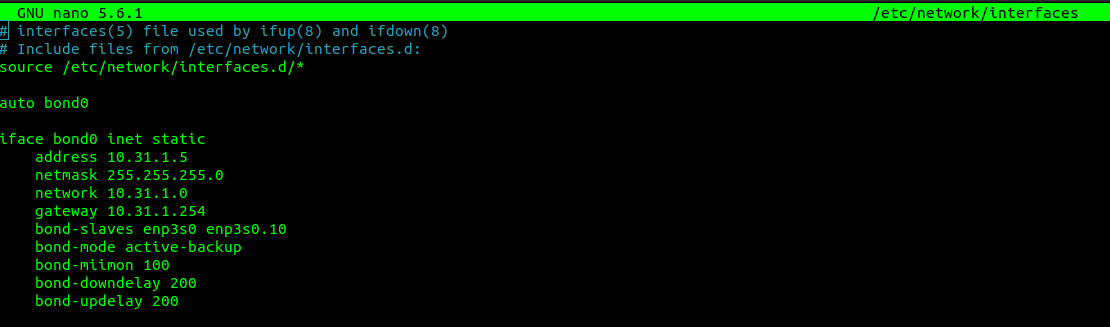 GNU nano 5.6.1 /etc/network/interfaces
# interfaces(5) file used by ifup(8) and ifdown(8)
# Include files from /etc/network/interfaces.d:
source /etc/network/interfaces.d/*
auto bond0
iface bond0 inet static
    address 10.31.1.5
    netmask 255.255.255.0
    network 10.31.1.0
    gateway 10.31.1.254
    bond-slaves enp3s0 enp3s0.10
    bond-mode active-backup
    bond-miimon 100
    bond-downdelay 200
    bond-updelay 200